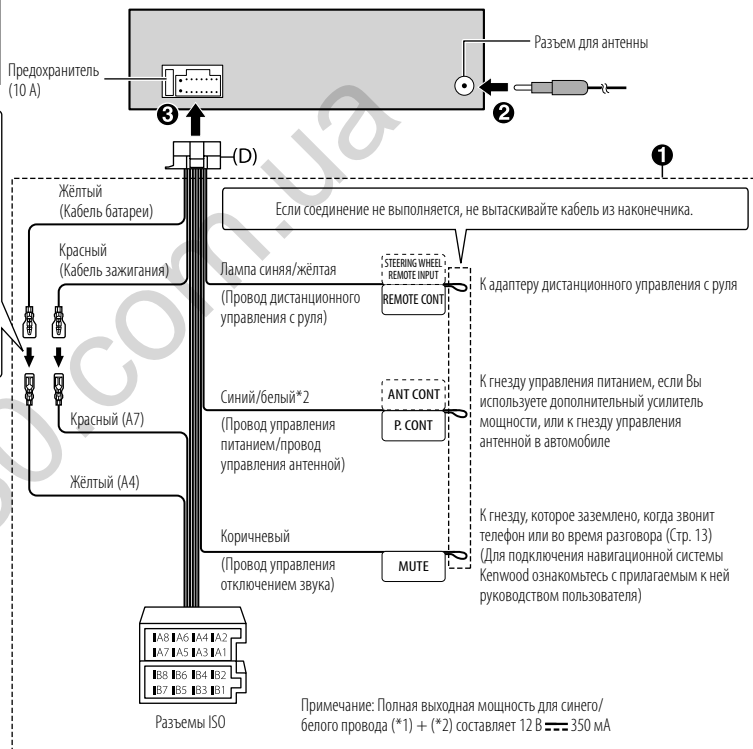 Разъем для антенны
Предохранитель
(10 А)
3
2
(D)
1
Жёлтый
(Кабель батареи)
Если соединение не выполняется, не вытаскивайте кабель из наконечника.
Красный
(Кабель зажигания)
Лампа синяя/жёлтая
(Провод дистанционного
управления с руля)
STEERING WHEEL
REMOTE INPUT
REMOTE CONT
К адаптеру дистанционного управления с руля
Синий/белый*2
(Провод управления
питанием/провод
управления антенной)
ANT CONT
P. CONT
К гнезду управления питанием, если Вы
используете дополнительный усилитель
мощности, или к гнезду управления
антенной в автомобиле
Красный (A7)
Жёлтый (A4)
Коричневый
(Провод управления
отключением звука)
MUTE
К гнезду, которое заземлено, когда звонит
телефон или во время разговора (Стр. 13)
(Для подключения навигационной системы
Kenwood ознакомьтесь с прилагаемым к ней
руководством пользователя)
A8 A6 A4 A2
A7 A5 A3 A1
B8 B6 B4 B2
B7 B5 B3 B1
Разъемы ISO
Примечание: Полная выходная мощность для синего/
белого провода (*1) + (*2) составляет 12 В 350 мА
.com.ua